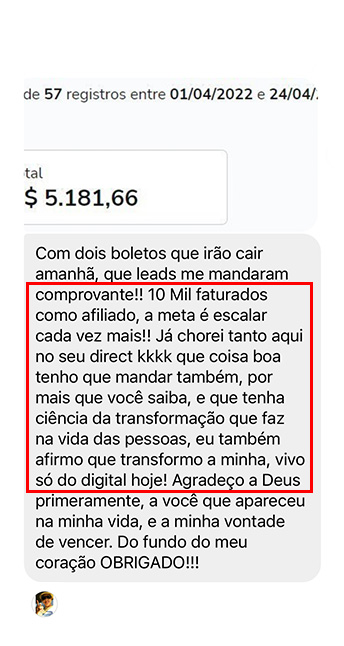 de 57 registros entre 01/04/2022 e 24/04/
tal
$ 5.181,66
Com dois boletos que irão cair
amanhã, que leads me mandaram
comprovante!! 10 Mil faturados
como afiliado, a meta é escalar
cada vez mais!! Já chorei tanto aqui
no seu direct kkkk que coisa boa
tenho que mandar também, por
mais que você saiba, e que tenha
ciência da transformação que faz
na vida das pessoas, eu também
afirmo que transformo a minha, vivo
só do digital hoje! Agradeço a Deus
primeramente, a você que apareceu
na minha vida, e a minha vontade
de vencer. Do fundo do meu
coração OBRIGADO!!!